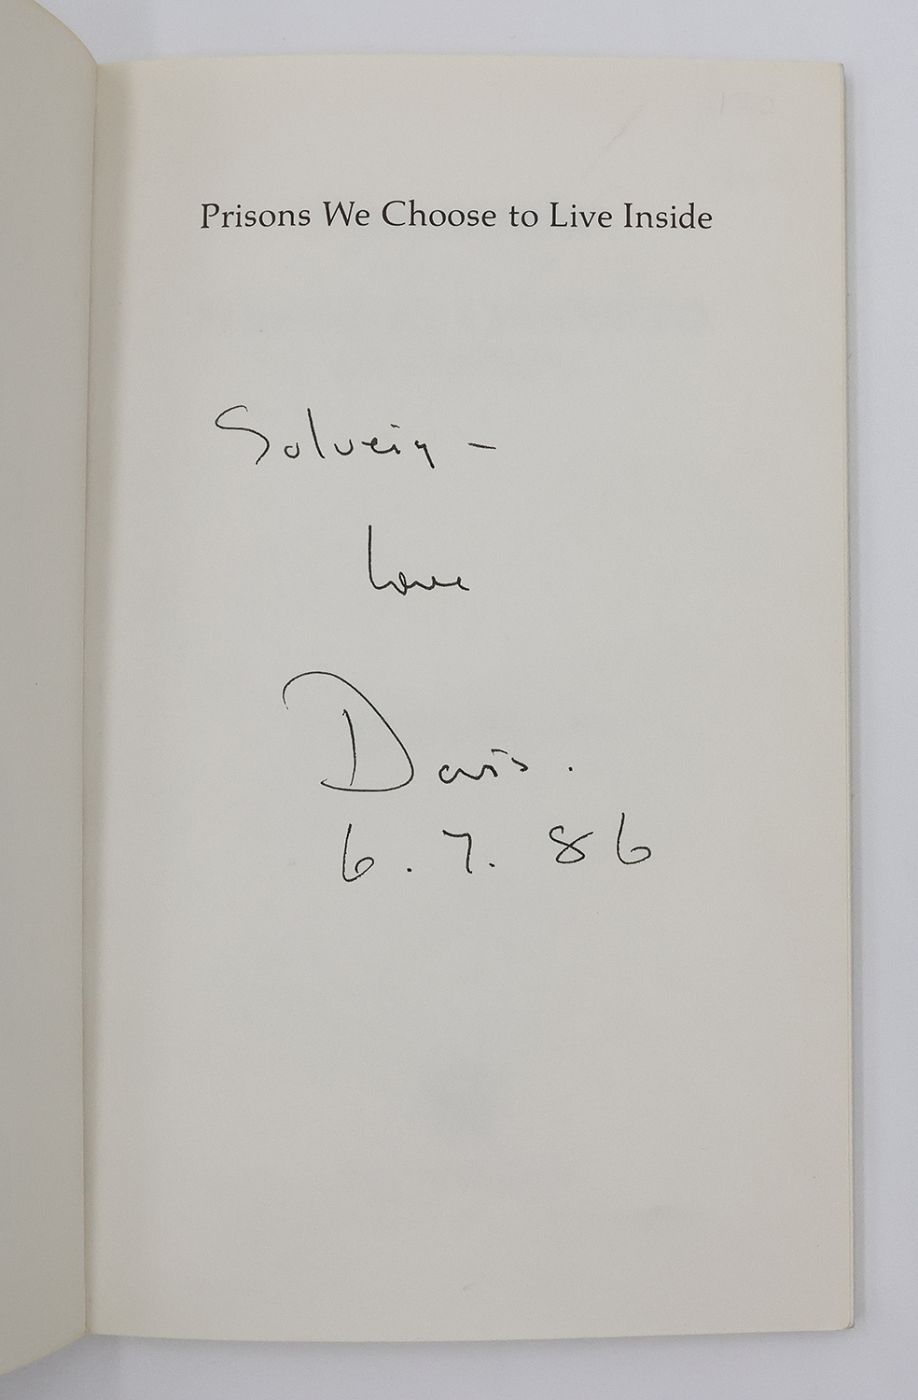 Prisons We Choose to Live Inside
Solveig –
love
Doris.
6.7.86